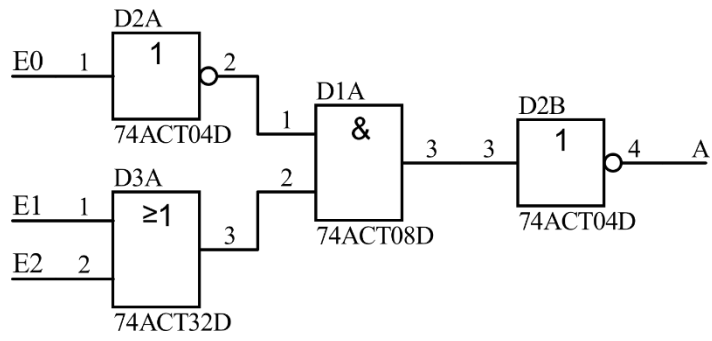 D2A
E0 1 1 2
74ACT04D
D3A
E1 1 ≥1
E2 2 3
74ACT32D
D1A
1 &
2 3
74ACT08D
D2B
3 1 4 A
74ACT04D